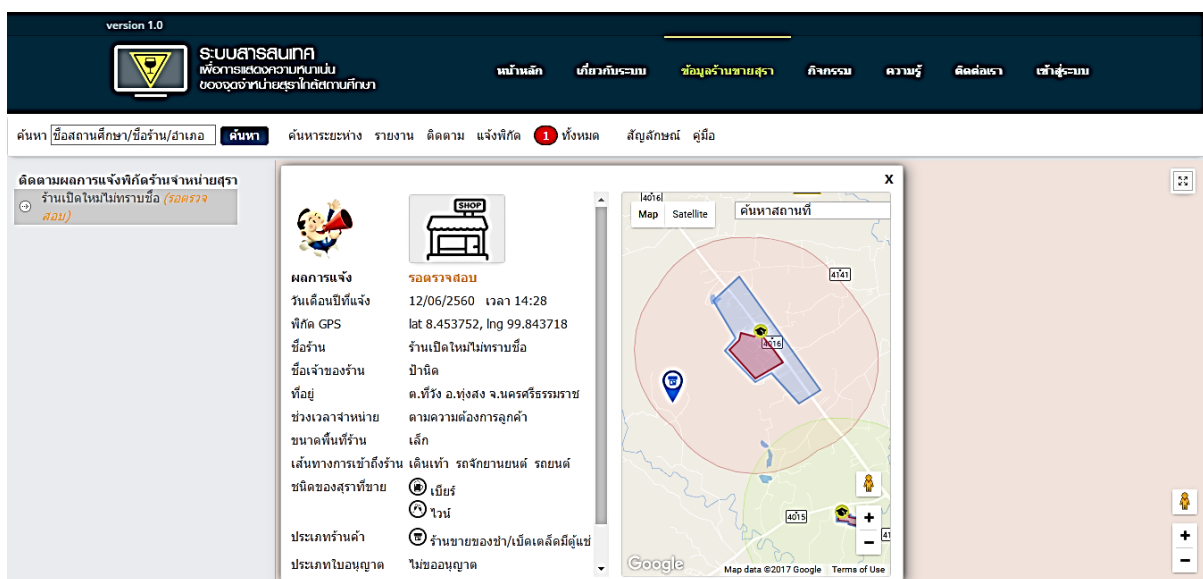 version 1.0
ระบบสารสนเทศ
เพื่อการแสดงความหนาแน่น
ของจุดจำหน่ายสุราใกล้สถานศึกษา
หน้าหลัก เกี่ยวกับระบบ ข้อมูลร้านขายสุรา กิจกรรม ความรู้ ติดต่อเรา เข้าสู่ระบบ
ค้นหา ชื่อสถานศึกษา/ชื่อร้าน/อำเภอ ค้นหา ค้นหาระยะห่าง รายงาน ติดตาม แจ้งพิกัด 1 ทั้งหมด สัญลักษณ์ คู่มือ
ติดตามผลการแจ้งพิกัดร้านจำหน่ายสุรา
ร้านเปิดใหม่ไม่ทราบชื่อ (รอตรวจ
สอบ)
X
SHOP
ผลการแจ้ง รอตรวจสอบ
วันเดือนปีที่แจ้ง 12/06/2560 เวลา 14:28
พิกัด GPS lat 8.453752, lng 99.843718
ชื่อร้าน ร้านเปิดใหม่ไม่ทราบชื่อ
ชื่อเจ้าของร้าน ป้านิด
ที่อยู่ ต.ที่วัง อ.ทุ่งสง จ.นครศรีธรรมราช
ช่วงเวลาจำหน่าย ตามความต้องการลูกค้า
ขนาดพื้นที่ร้าน เล็ก
เส้นทางการเข้าถึงร้าน เดินเท้า รถจักยานยนต์ รถยนต์
ชนิดของสุราที่ขาย เบียร์
ไวน์
ประเภทร้านค้า ร้านขายของชำ/เบ็ดเตล็ดมีตู้แช่
ประเภทใบอนุญาต ไม่ขออนุญาต
4016
Map Satellite ค้นหาสถานที่
4141
4016
4015
41
Google Map data ©2017 Google Terms of Use